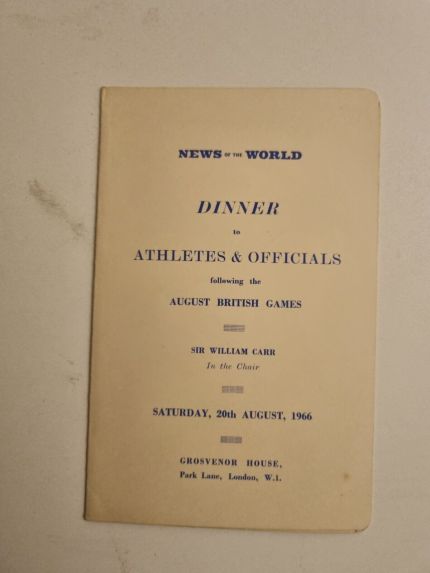 NEWS OF THE WORLD
DINNER
to
ATHLETES & OFFICIALS
following the
AUGUST BRITISH GAMES
SIR WILLIAM CARR
In the Chair
SATURDAY, 20th AUGUST, 1966
GROSVENOR HOUSE,
Park Lane, London, W.1.